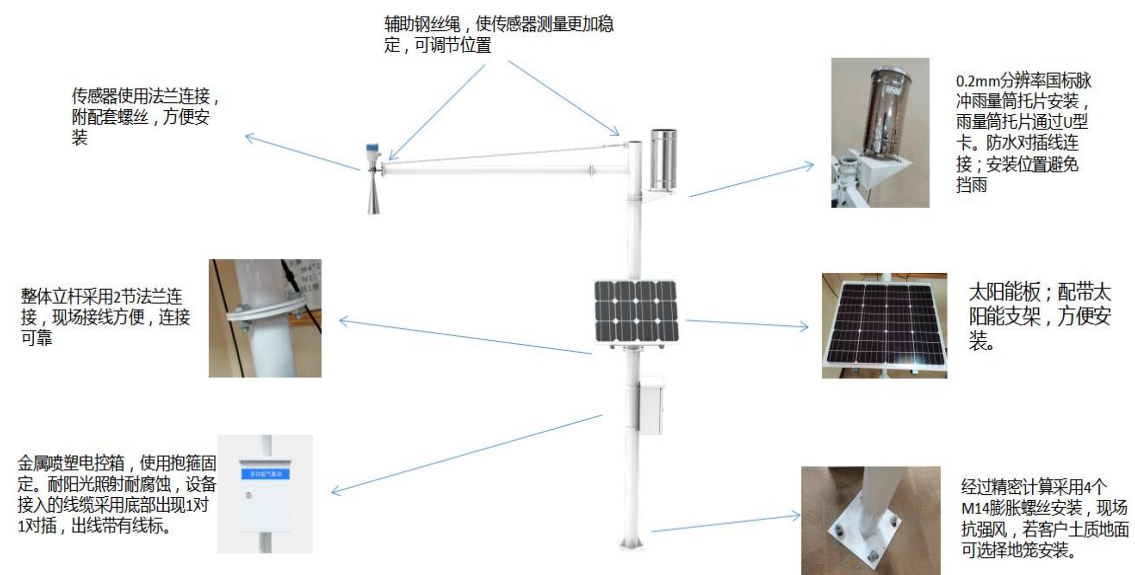 辅助钢丝绳，使传感器测量更加稳
定，可调节位置
传感器使用法兰连接，
附配套螺丝，方便安
装
0.2mm分辨率国标脉
冲雨量筒托片安装，
雨量筒托片通过U型
卡。防水对插线连
接；安装位置避免
挡雨
整体立杆采用2节法兰连
接，现场接线方便，连接
可靠
太阳能板；配带太
阳能支架，方便安
装。
金属喷塑电控箱，使用抱箍固
定。耐阳光照射耐腐蚀，设备
接入的线缆采用底部出现1对
1对插，出线带有线标。
多功能气象站
经过精密计算采用4个
M14膨胀螺丝安装，现场
抗强风，若客户土质地面
可选择地笼安装。